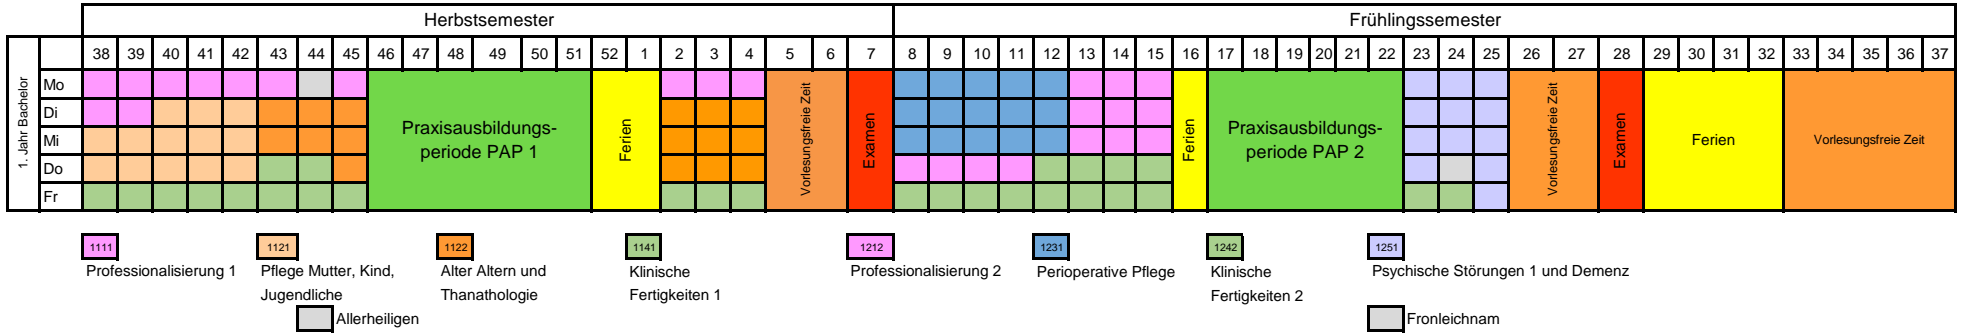 Herbstsemester Frühlingssemester
38 39 40 41 42 43 44 45 46 47 48 49 50 51 52 1 2 3 4 5 6 7 8 9 10 11 12 13 14 15 16 17 18 19 20 21 22 23 24 25 26 27 28 29 30 31 32 33 34 35 36 37
1. Jahr Bachelor
Mo
Di
Mi
Do
Fr
Praxisausbildungs-
periode PAP 1
Ferien
Vorlesungsfreie Zeit
Examen
Ferien
Praxisausbildungs-
periode PAP 2
Vorlesungsfreie Zeit
Examen
Ferien
Vorlesungsfreie Zeit
1111
Professionalisierung 1
1121
Pflege Mutter, Kind,
Jugendliche
1122
Alter Altern und
Thanathologie
1141
Klinische
Fertigkeiten 1
1212
Professionalisierung 2
1231
Perioperative Pflege
1242
Klinische
Fertigkeiten 2
1251
Psychische Störungen 1 und Demenz
Allerheiligen
Fronleichnam